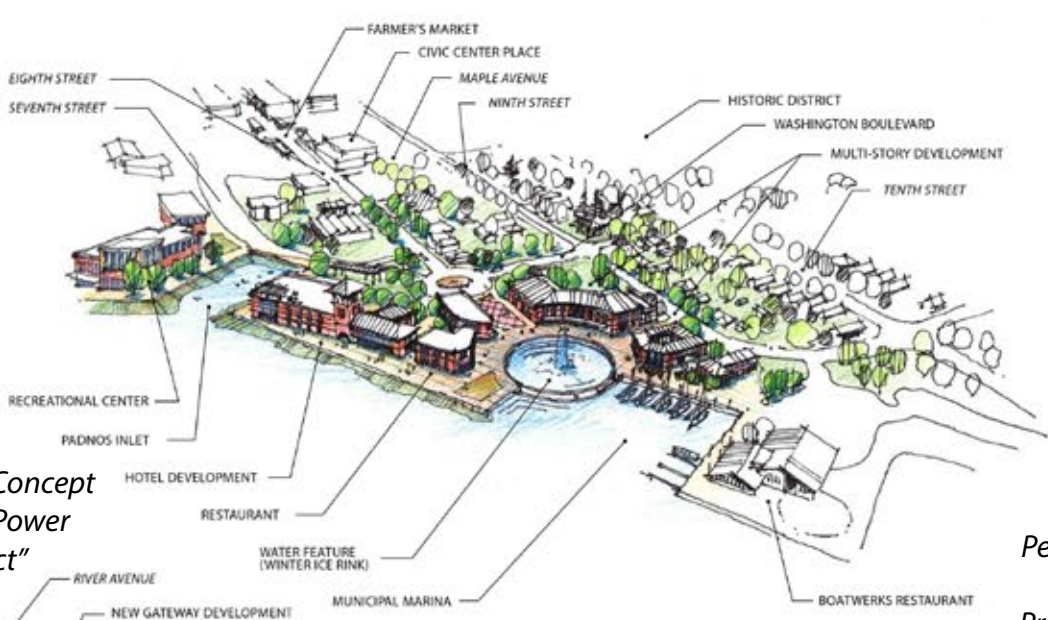 FARMER'S MARKET
CIVIC CENTER PLACE
MAPLE AVENUE
NINTH STREET
EIGHTH STREET
SEVENTH STREET
HISTORIC DISTRICT
WASHINGTON BOULEVARD
MULTI-STORY DEVELOPMENT
TENTH STREET
RECREATIONAL CENTER
PADNOS INLET
HOTEL DEVELOPMENT
RESTAURANT
WATER FEATURE
(WINTER ICE RINK)
MUNICIPAL MARINA
BOATWERKS RESTAURANT
Concept
Power
ct"
RIVER AVENUE
NEW GATEWAY DEVELOPMENT
Pe